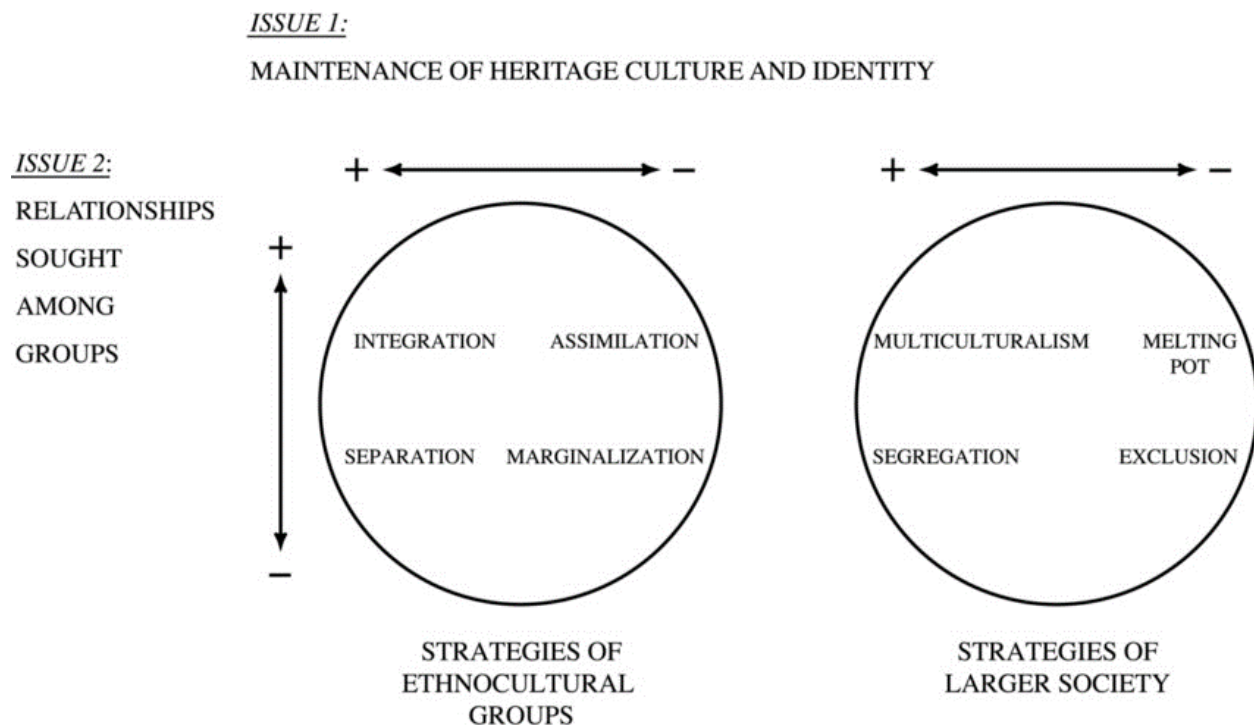 ISSUE 1:
MAINTENANCE OF HERITAGE CULTURE AND IDENTITY
ISSUE 2:
RELATIONSHIPS
SOUGHT
AMONG
GROUPS
+ −
+ −
+
−
INTEGRATION ASSIMILATION
SEPARATION MARGINALIZATION
MULTICULTURALISM MELTING
POT
SEGREGATION EXCLUSION
STRATEGIES OF
ETHNOCULTURAL
GROUPS
STRATEGIES OF
LARGER SOCIETY